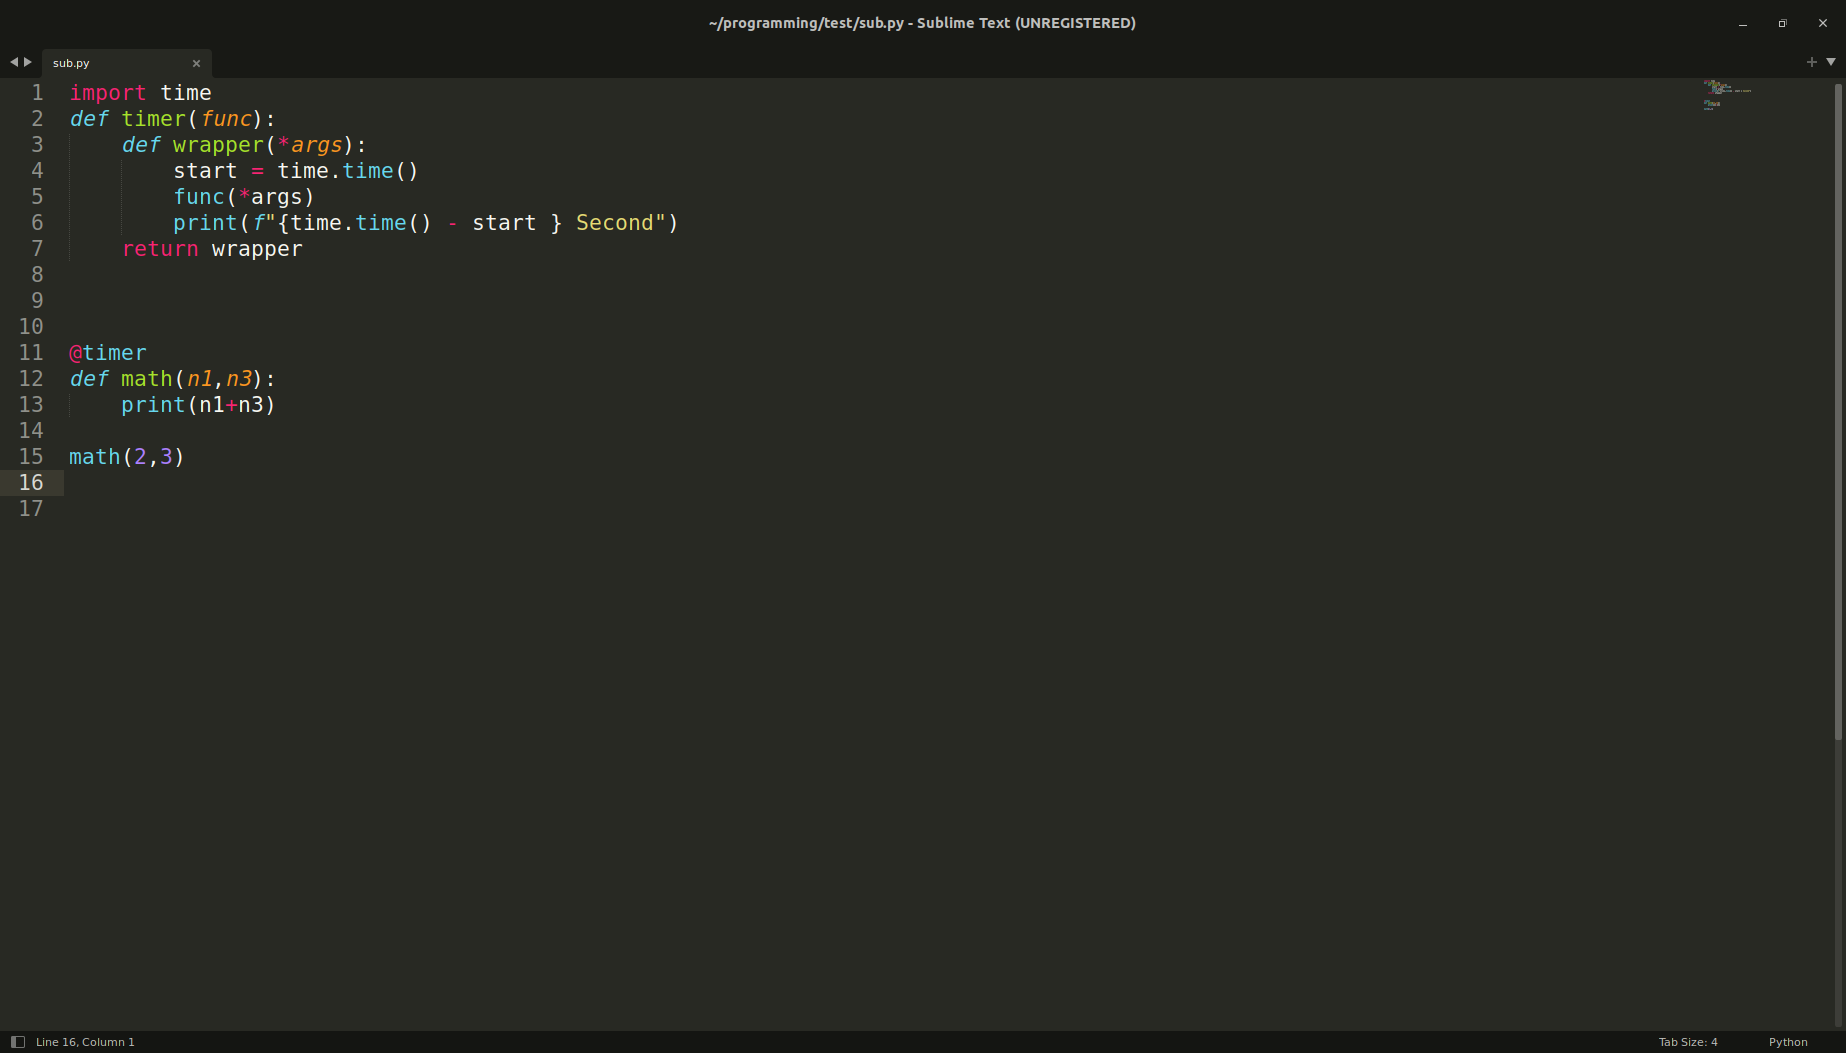 ~/programming/test/sub.py - Sublime Text (UNREGISTERED)
sub.py
1 import time
2 def timer(func):
3     def wrapper(*args):
4         start = time.time()
5         func(*args)
6         print(f"{time.time() - start } Second")
7     return wrapper
8
9
10
11 @timer
12 def math(n1,n3):
13     print(n1+n3)
14
15 math(2,3)
16
17
Line 16, Column 1
Tab Size: 4
Python